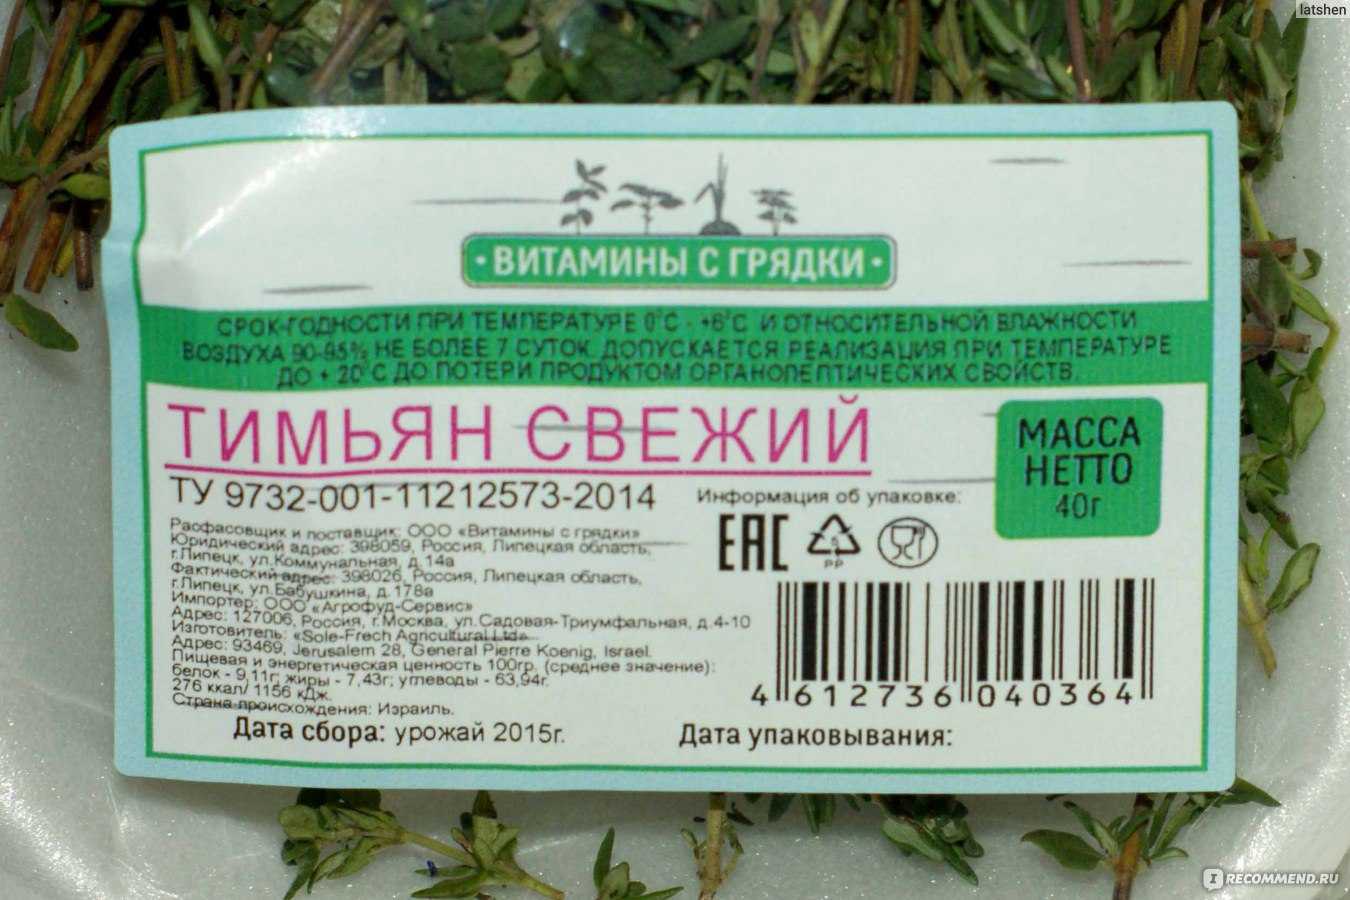 latshen
• ВИТАМИНЫ С ГРЯДКИ •
СРОК ГОДНОСТИ ПРИ ТЕМПЕРАТУРЕ 0°С - +6°С И ОТНОСИТЕЛЬНОЙ ВЛАЖНОСТИ
ВОЗДУХА 90-95% НЕ БОЛЕЕ 7 СУТОК. ДОПУСКАЕТСЯ РЕАЛИЗАЦИЯ ПРИ ТЕМПЕРАТУРЕ
ДО + 20°С ДО ПОТЕРИ ПРОДУКТОМ ОРГАНОЛЕПТИЧЕСКИХ СВОЙСТВ.
ТИМЬЯН СВЕЖИЙ
МАССА
НЕТТО
40г
ТУ 9732-001-11212573-2014
Информация об упаковке:
EAC
5
PP
Расфасовщик и поставщик: ООО «Витамины с грядки»
Юридический адрес: 398059, Россия, Липецкая область,
г.Липецк, ул.Коммунальная, д.14а
Фактический адрес: 398026, Россия, Липецкая область,
г.Липецк, ул.Бабушкина, д.178а
Импортер: ООО «Агрофуд-Сервис»
Адрес: 127006, Россия, г.Москва, ул.Садовая-Триумфальная, д.4-10
Изготовитель: «Sole-Frech Agricultural Ltd»
Адрес: 93469, Jerusalem 28, General Pierre Koenig, Israel.
Пищевая и энергетическая ценность 100гр. (среднее значение):
белок - 9,11г; жиры - 7,43г; углеводы - 63,94г.
276 ккал/ 1156 кДж.
Страна происхождения: Израиль.
4 612736 040364
Дата сбора: урожай 2015г.
Дата упаковывания:
I RECOMMEND.RU